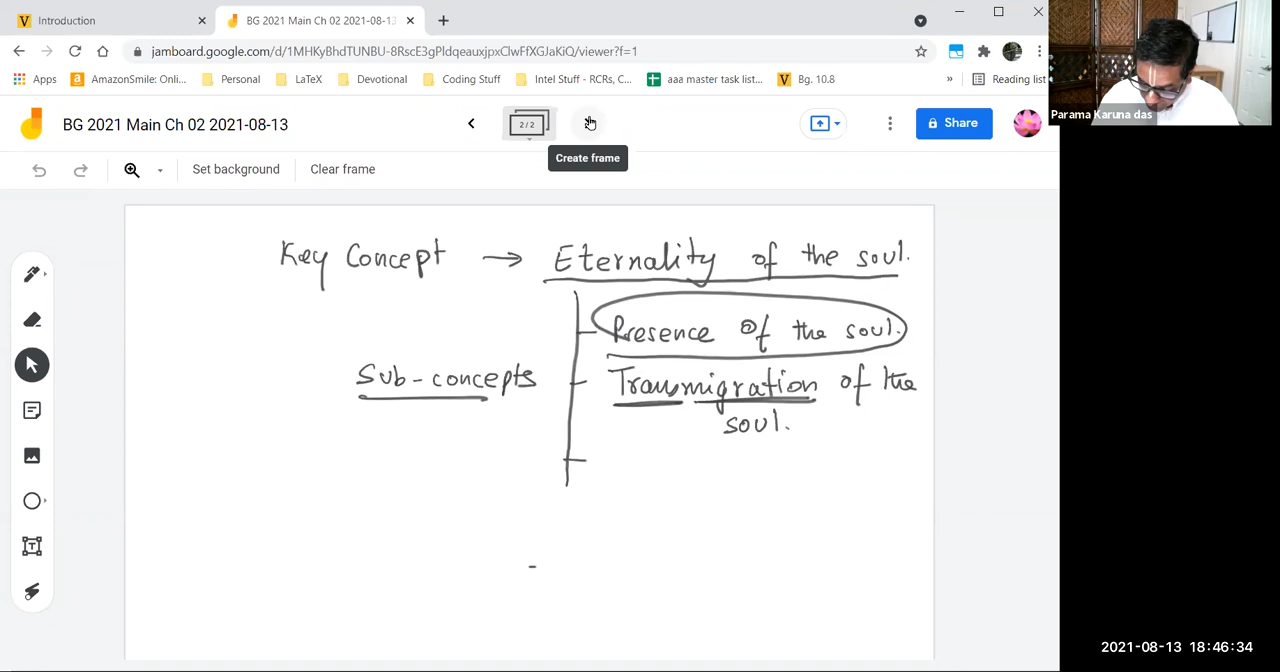 Introduction
BG 2021 Main Ch 02 2021-08-13
jamboard.google.com/d/1MHKyBhdTUNBU-8RscE3gPldqeauxjpxClwFfXGJaKiQ/viewer?f=1
Apps AmazonSmile: Onli... Personal LaTeX Devotional Coding Stuff Intel Stuff - RCRs, C... aaa master task list... Bg. 10.8 » Reading list
BG 2021 Main Ch 02 2021-08-13
2 / 2
Share
Parama Karuna das
Create frame
Set background Clear frame
Key Concept → Eternality of the soul.
Presence of the soul.
Sub-concepts Transmigration of the
soul.
2021-08-13 18:46:34